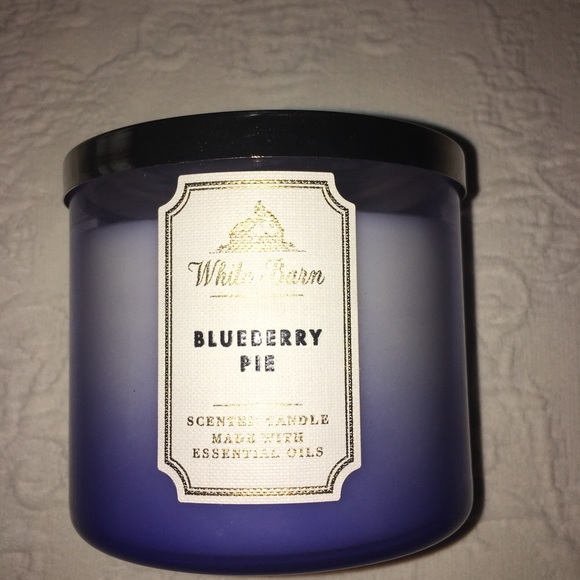 White Barn
BLUEBERRY
PIE
SCENTED CANDLE
MADE WITH
ESSENTIAL OILS